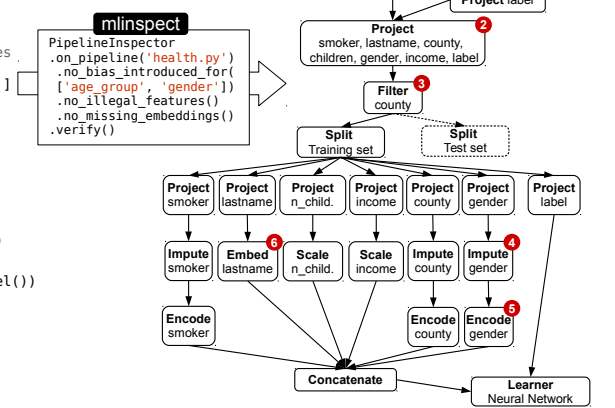 Project label
mlinspect
es
PipelineInspector
.on_pipeline('health.py')
.no_bias_introduced_for(
]
['age_group', 'gender'])
.no_illegal_features()
.no_missing_embeddings()
.verify()
2
Project
smoker, lastname, county,
children, gender, income, label
3
Filter
county
Split
Training set
Split
Test set
Project
smoker
Project
lastname
Project
n_child.
Project
income
Project
county
Project
gender
Project
label
)
el())
Impute
smoker
6
Embed
lastname
Scale
n_child.
Scale
income
Impute
county
4
Impute
gender
Encode
smoker
Encode
county
5
Encode
gender
Concatenate
Learner
Neural Network